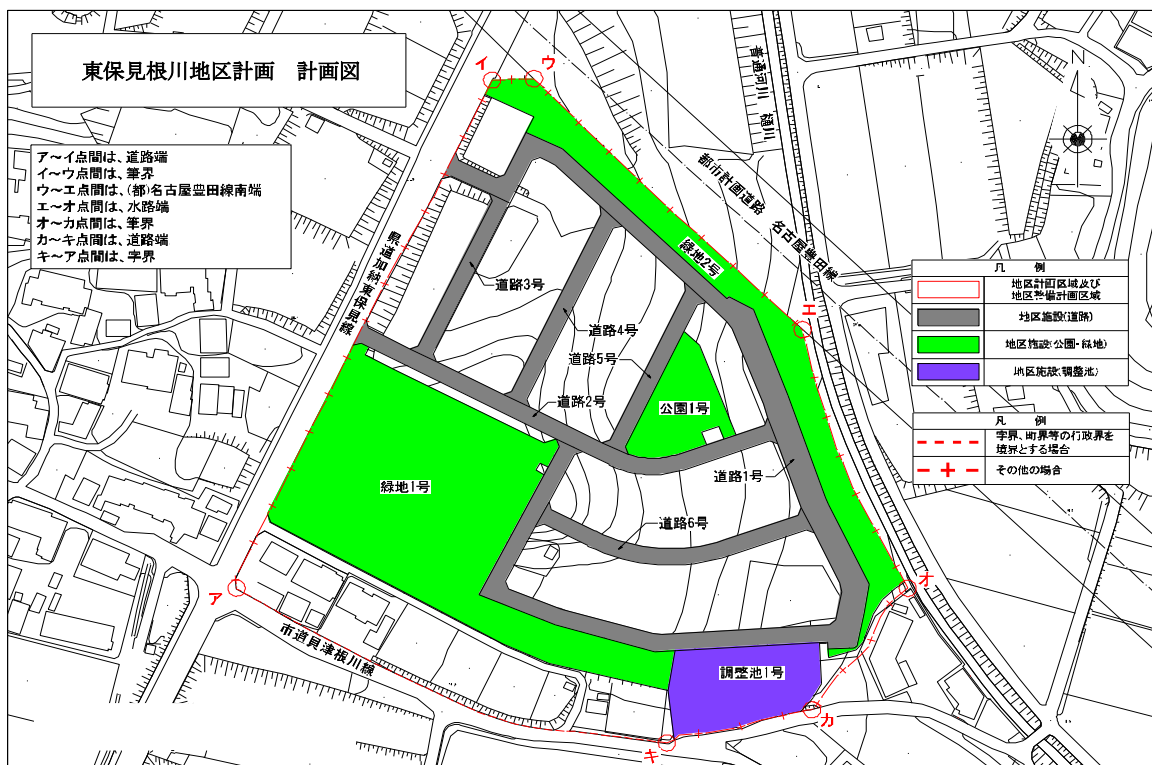 東保見根川地区計画 計画図
ア～イ点間は、道路端
イ～ウ点間は、筆界
ウ～エ点間は、(都)名古屋豊田線南端
エ～オ点間は、水路端
オ～カ点間は、筆界
カ～キ点間は、道路端
キ～ア点間は、字界
イ
ウ
普通河川 樋川
N
都市計画道路 名古屋豊田線
県道加納東保見線
緑地2号
道路3号
道路4号
道路5号
道路2号
公園1号
エ
凡 例
地区計画区域及び
地区整備計画区域
地区施設(道路)
地区施設(公園・緑地)
地区施設(調整池)
凡 例
字界、町界等の行政界を
境界とする場合
その他の場合
緑地1号
道路1号
道路6号
ア
オ
市道貝津根川線
調整池1号
カ
キ